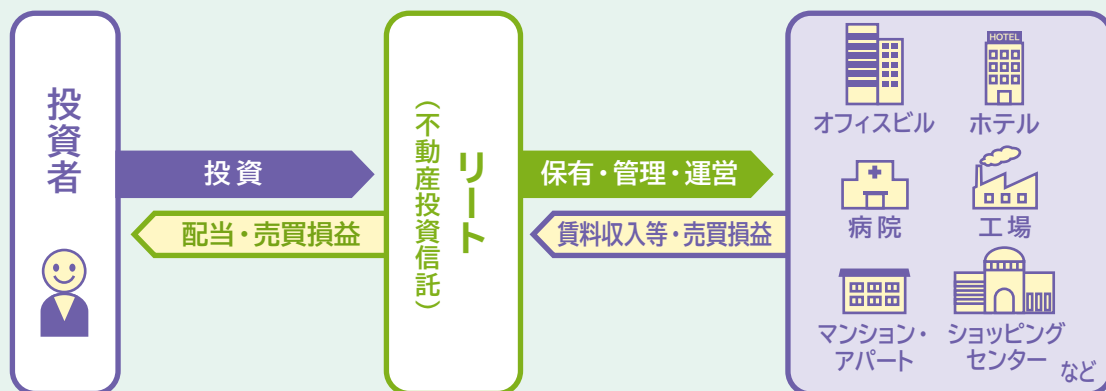 投資者
投資
配当・売買損益
リート
（不動産投資信託）
保有・管理・運営
賃料収入等・売買損益
オフィスビル
HOTEL
ホテル
病院
工場
マンション・
アパート
ショッピング
センター
など